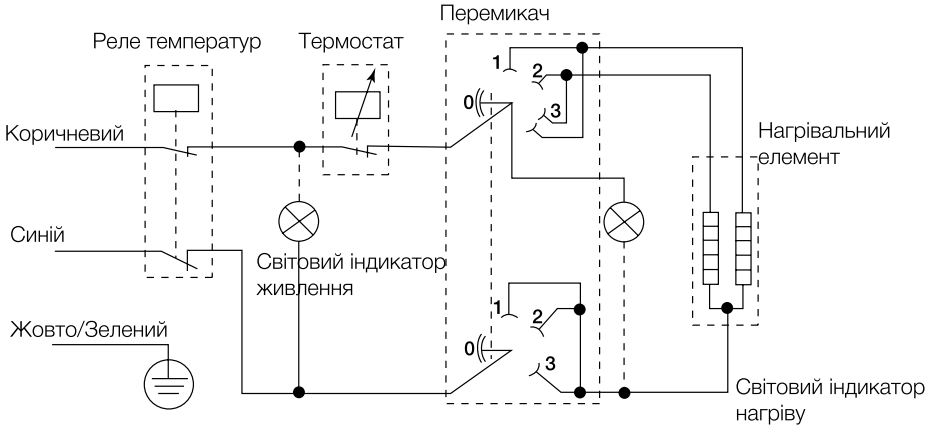 Перемикач
Реле температур
Термостат
1
2
0
3
Коричневий
Нагрівальний
елемент
Синій
Світовий індикатор
живлення
1
2
0
3
Жовто/Зелений
Світовий індикатор
нагріву